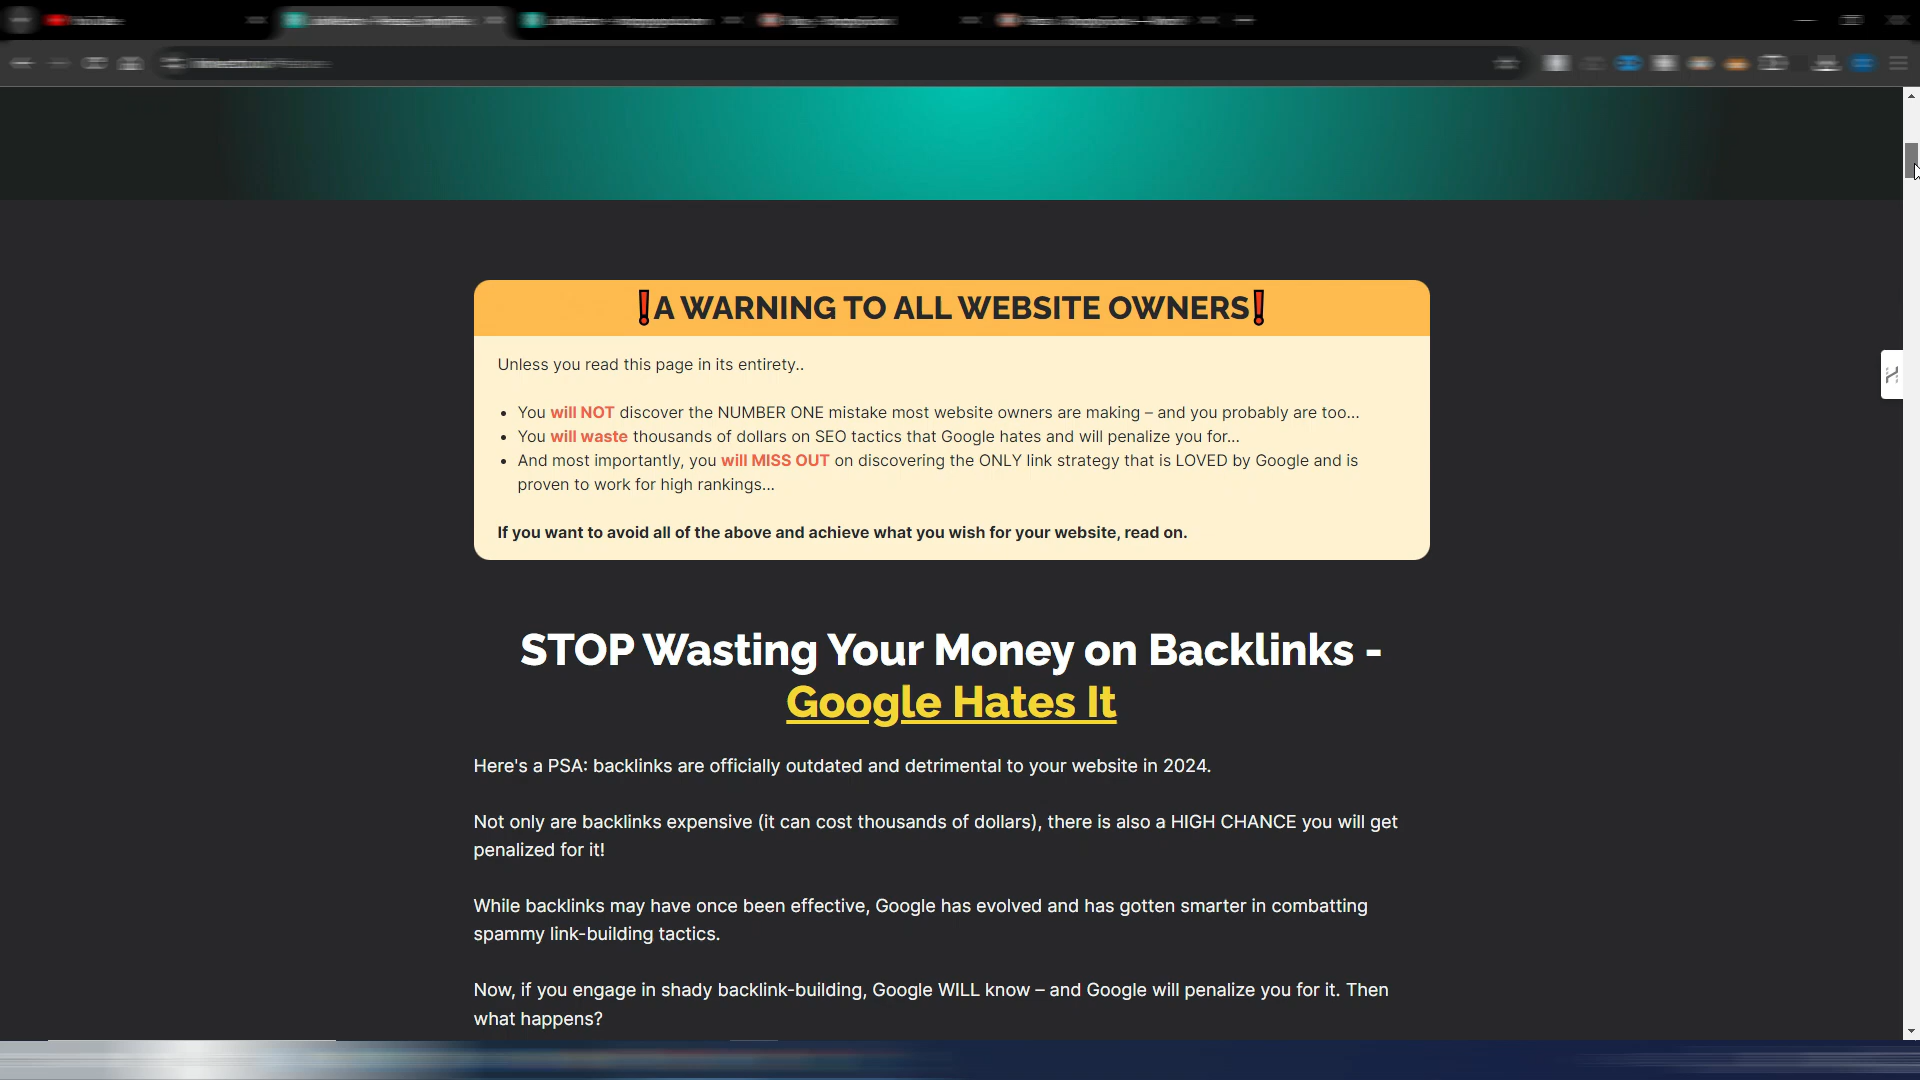 ❗A WARNING TO ALL WEBSITE OWNERS❗
Unless you read this page in its entirety..
• You will NOT discover the NUMBER ONE mistake most website owners are making – and you probably are too...
• You will waste thousands of dollars on SEO tactics that Google hates and will penalize you for...
• And most importantly, you will MISS OUT on discovering the ONLY link strategy that is LOVED by Google and is
proven to work for high rankings...
If you want to avoid all of the above and achieve what you wish for your website, read on.
STOP Wasting Your Money on Backlinks -
Google Hates It
Here's a PSA: backlinks are officially outdated and detrimental to your website in 2024.
Not only are backlinks expensive (it can cost thousands of dollars), there is also a HIGH CHANCE you will get
penalized for it!
While backlinks may have once been effective, Google has evolved and has gotten smarter in combatting
spammy link-building tactics.
Now, if you engage in shady backlink-building, Google WILL know – and Google will penalize you for it. Then
what happens?